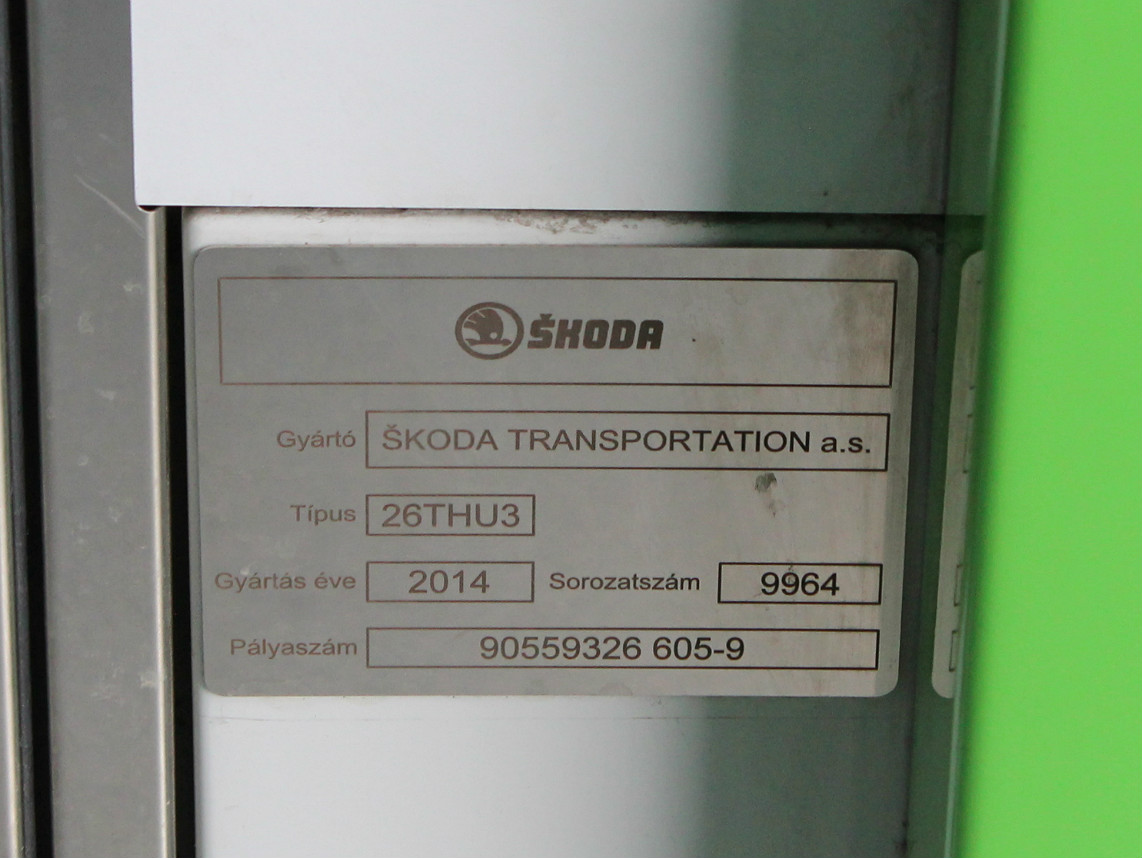 ŠKODA
Gyártó ŠKODA TRANSPORTATION a.s.
Típus 26THU3
Gyártás éve 2014 Sorozatszám 9964
Pályaszám 90559326 605-9